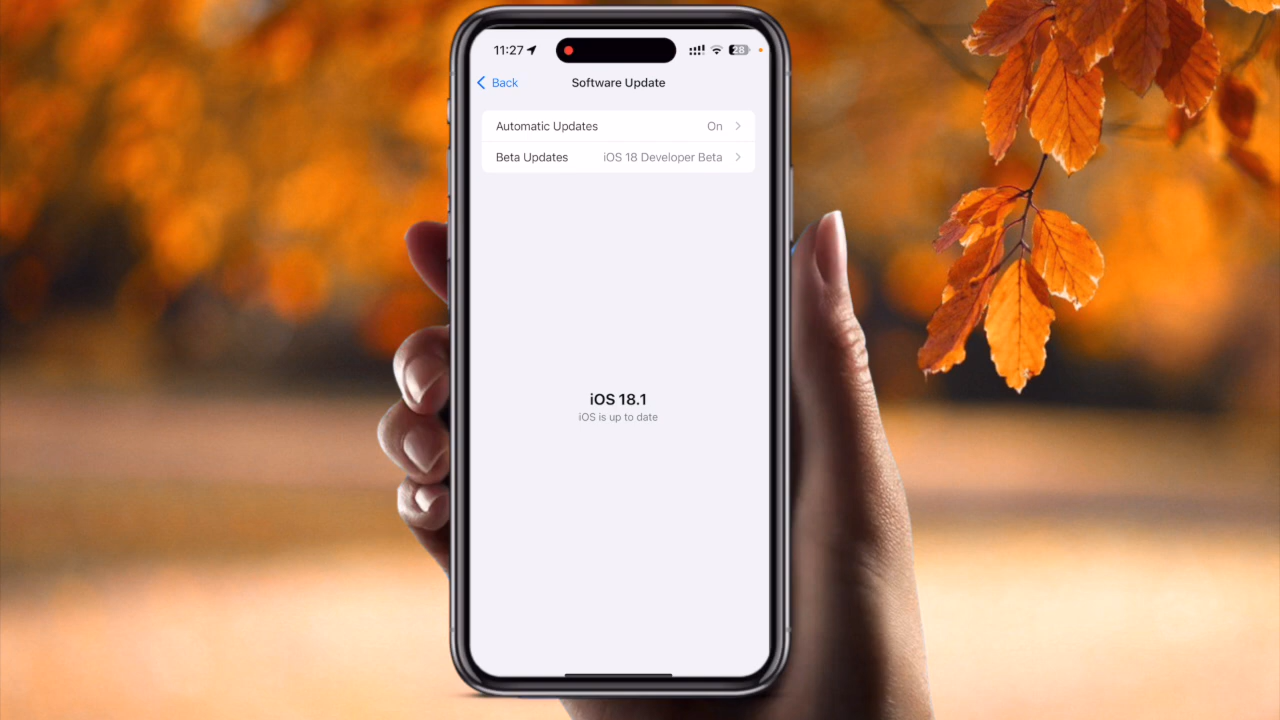 11:27 28
Back Software Update
Automatic Updates On
Beta Updates iOS 18 Developer Beta
iOS 18.1
iOS is up to date